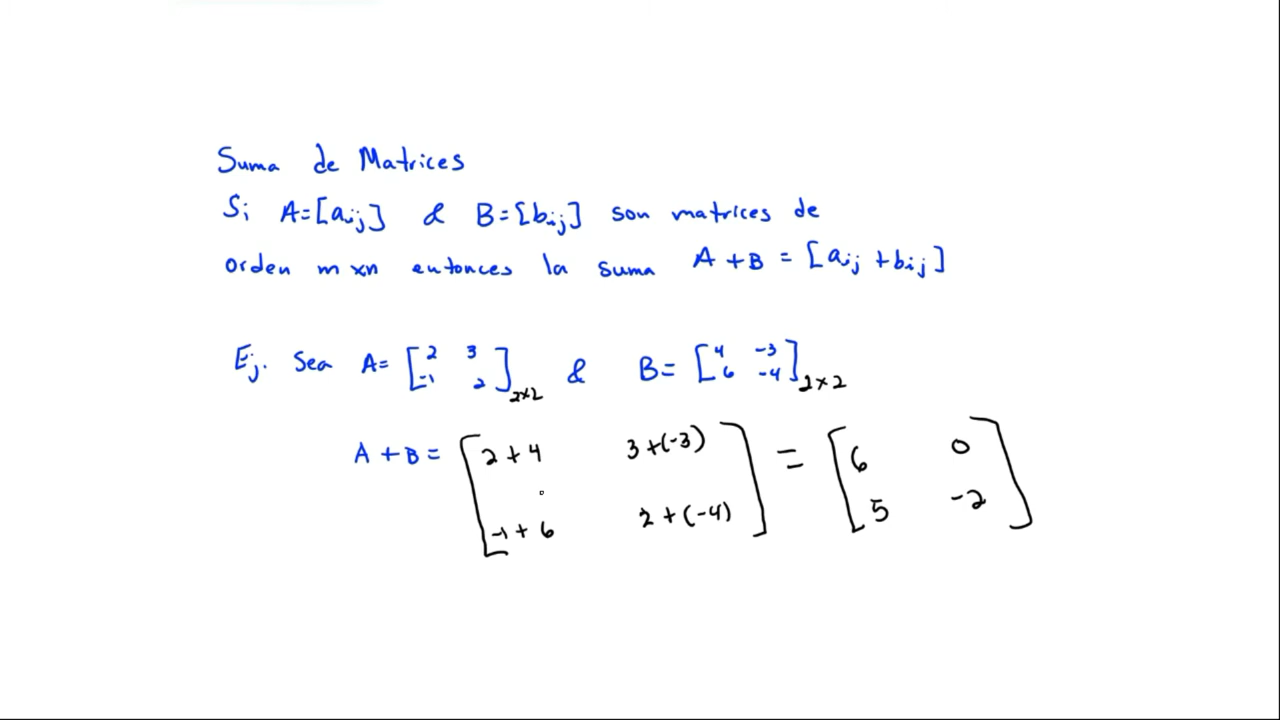 Suma de Matrices
Si A=[aij] & B=[bij] son matrices de
orden mxn entonces la suma A+B = [aij + bij]
Ej. Sea A= [2 3 -1 2] 2x2 & B= [4 -3 6 -4] 2x2
A+B= [2+4 3+(-3) -1+6 2+(-4)] = [6 0 5 -2]